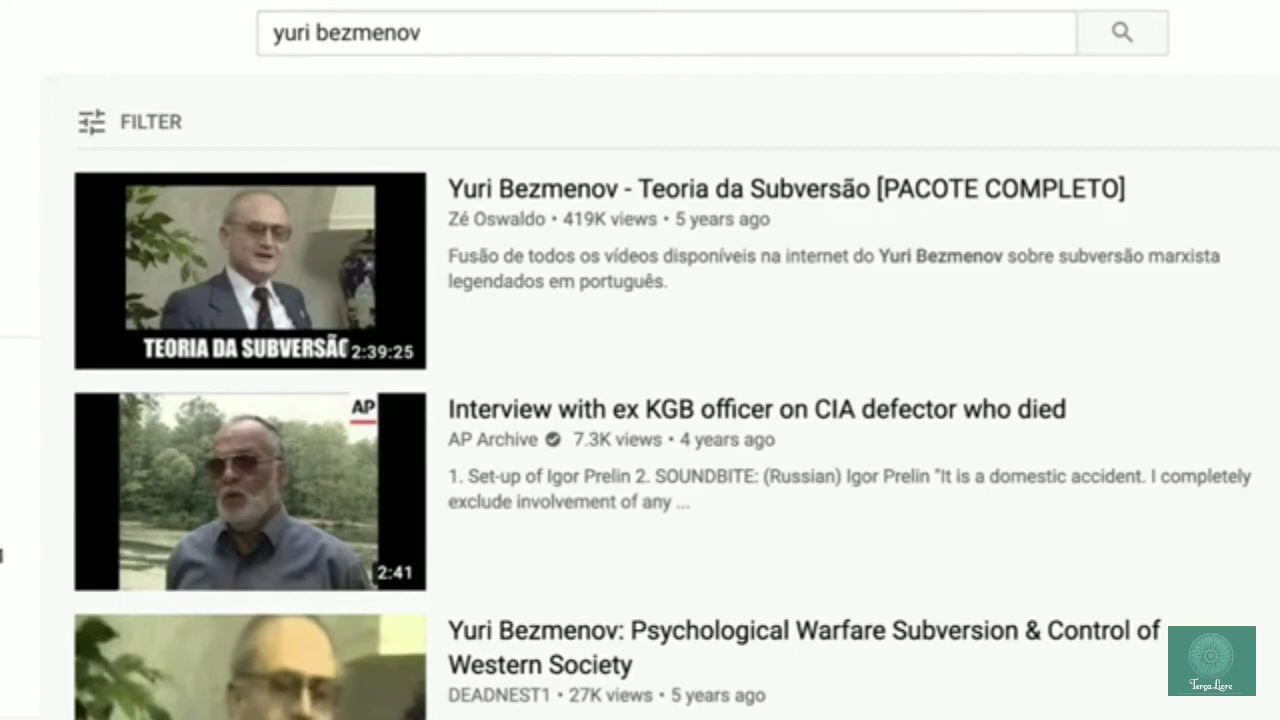 yuri bezmenov
FILTER
Yuri Bezmenov - Teoria da Subversão [PACOTE COMPLETO]
Zé Oswaldo • 419K views • 5 years ago
Fusão de todos os vídeos disponíveis na internet do Yuri Bezmenov sobre subversão marxista
legendados em português.
TEORIA DA SUBVERSÃO
2:39:25
AP
Interview with ex KGB officer on CIA defector who died
AP Archive 7.3K views • 4 years ago
1. Set-up of Igor Prelin 2. SOUNDBITE: (Russian) Igor Prelin "It is a domestic accident. I completely
exclude involvement of any ...
2:41
Yuri Bezmenov: Psychological Warfare Subversion & Control of
Western Society
DEADNEST1 • 27K views • 5 years ago
Terça Livre